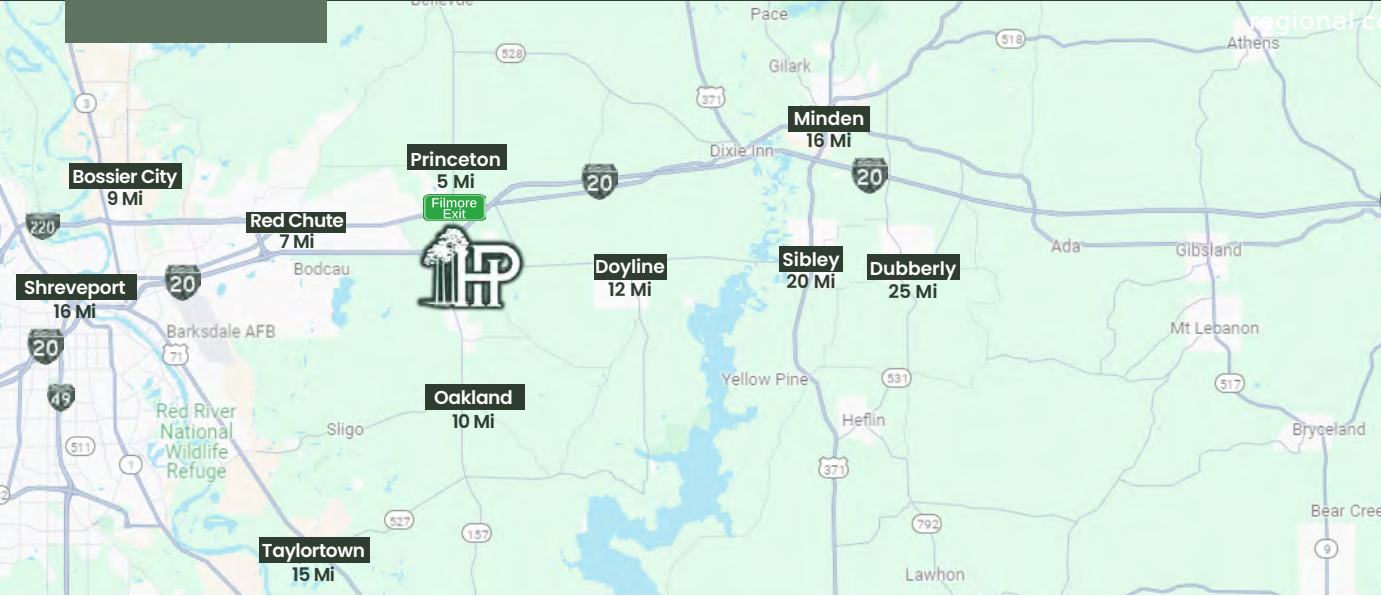 Pace
regional co
Athens
518
528
Gilark
3
371
Minden
16 Mi
Dixie Inn
Princeton
5 Mi
20
20
Bossier City
9 Mi
Filmore
Exit
Red Chute
7 Mi
220
Ada
Gibsland
HP
Bodcau
Doyline
12 Mi
Sibley
20 Mi
Dubberly
25 Mi
20
Shreveport
16 Mi
Barksdale AFB
Mt Lebanon
20
71
Yellow Pine
531
517
49
Oakland
10 Mi
Red River
National
Wildlife
Refuge
Sligo
Heflin
Bryceland
511
1
371
2
527
157
792
Bear Cree
9
Taylortown
15 Mi
Lawhon